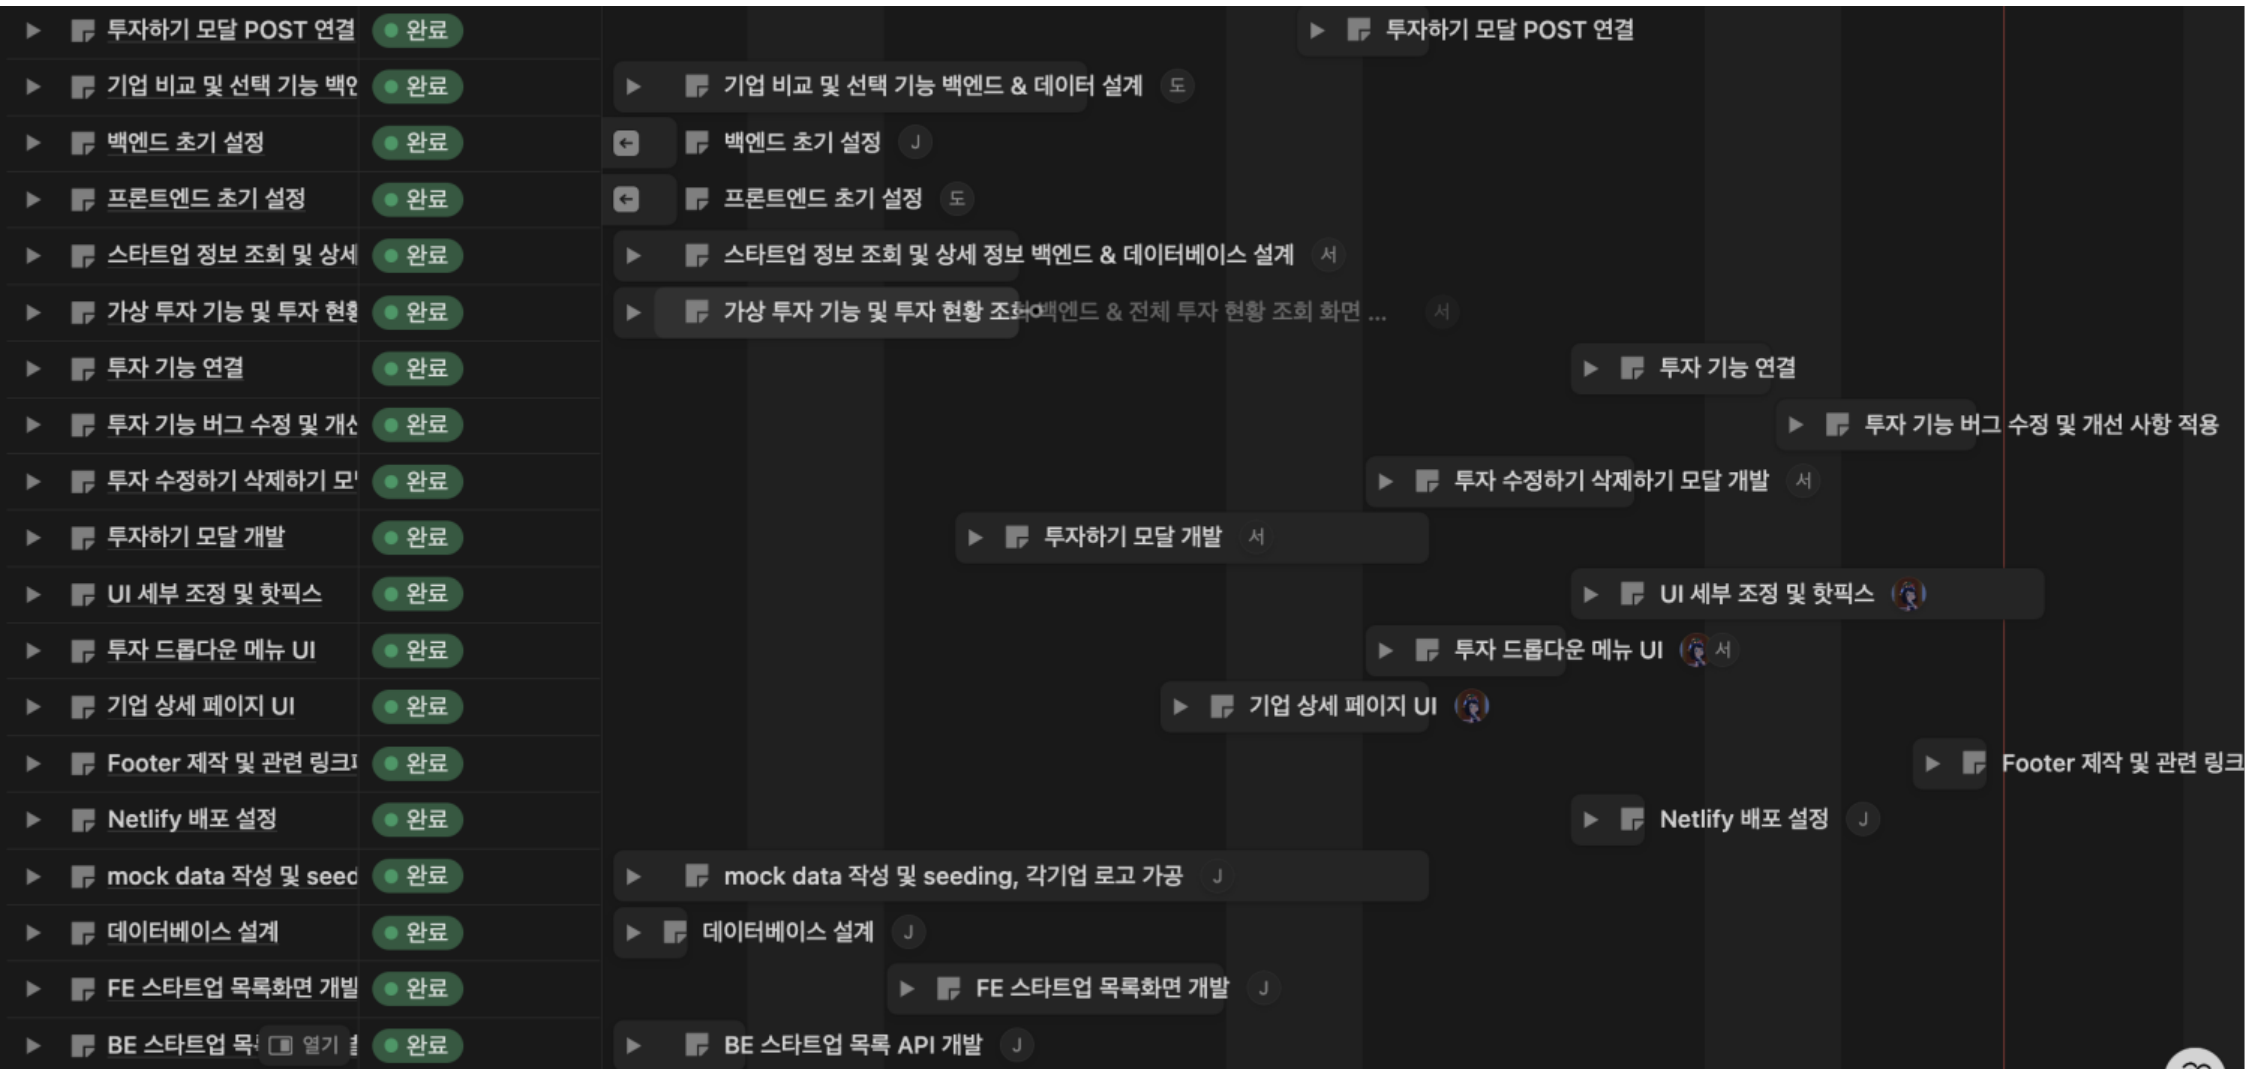 투자하기 모달 POST 연결 완료 투자하기 모달 POST 연결
기업 비교 및 선택 기능 백엔 완료 기업 비교 및 선택 기능 백엔드 & 데이터 설계 도
백엔드 초기 설정 완료 백엔드 초기 설정 J
프론트엔드 초기 설정 완료 프론트엔드 초기 설정 도
스타트업 정보 조회 및 상세 완료 스타트업 정보 조회 및 상세 정보 백엔드 & 데이터베이스 설계 서
가상 투자 기능 및 투자 현황 완료 가상 투자 기능 및 투자 현황 조회 백엔드 & 전체 투자 현황 조회 화면 ... 서
투자 기능 연결 완료 투자 기능 연결
투자 기능 버그 수정 및 개선 완료 투자 기능 버그 수정 및 개선 사항 적용
투자 수정하기 삭제하기 모 완료 투자 수정하기 삭제하기 모달 개발 서
투자하기 모달 개발 완료 투자하기 모달 개발 서
UI 세부 조정 및 핫픽스 완료 UI 세부 조정 및 핫픽스
투자 드롭다운 메뉴 UI 완료 투자 드롭다운 메뉴 UI 서
기업 상세 페이지 UI 완료 기업 상세 페이지 UI
Footer 제작 및 관련 링크 완료 Footer 제작 및 관련 링크
Netlify 배포 설정 완료 Netlify 배포 설정 J
mock data 작성 및 seed 완료 mock data 작성 및 seeding, 각기업 로고 가공 J
데이터베이스 설계 완료 데이터베이스 설계 J
FE 스타트업 목록화면 개발 완료 FE 스타트업 목록화면 개발 J
BE 스타트업 목 열기 완료 BE 스타트업 목록 API 개발 J